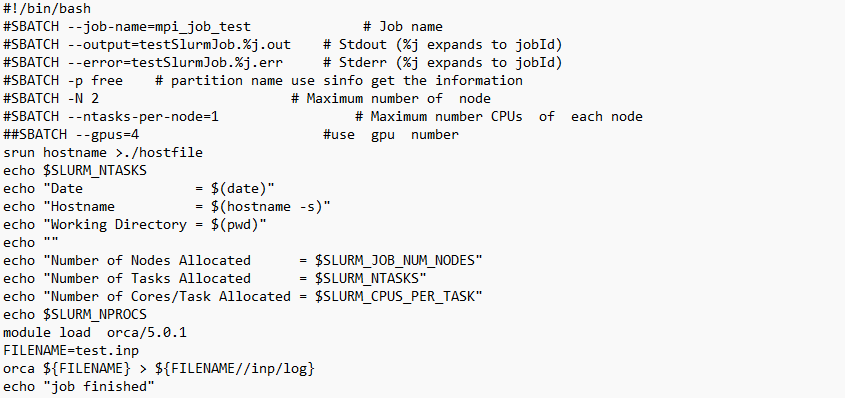 #!/bin/bash
#SBATCH --job-name=mpi_job_test              # Job name
#SBATCH --output=testSlurmJob.%j.out    # Stdout (%j expands to jobId)
#SBATCH --error=testSlurmJob.%j.err     # Stderr (%j expands to jobId)
#SBATCH -p free    # partition name use sinfo get the information
#SBATCH -N 2                        # Maximum number of  node
#SBATCH --ntasks-per-node=1                 # Maximum number CPUs  of  each node
##SBATCH --gpus=4                       #use  gpu  number
srun hostname >./hostfile
echo $SLURM_NTASKS
echo "Date              = $(date)"
echo "Hostname          = $(hostname -s)"
echo "Working Directory = $(pwd)"
echo ""
echo "Number of Nodes Allocated      = $SLURM_JOB_NUM_NODES"
echo "Number of Tasks Allocated      = $SLURM_NTASKS"
echo "Number of Cores/Task Allocated = $SLURM_CPUS_PER_TASK"
echo $SLURM_NPROCS
module load  orca/5.0.1
FILENAME=test.inp
orca ${FILENAME} > ${FILENAME//inp/log}
echo "job finished"